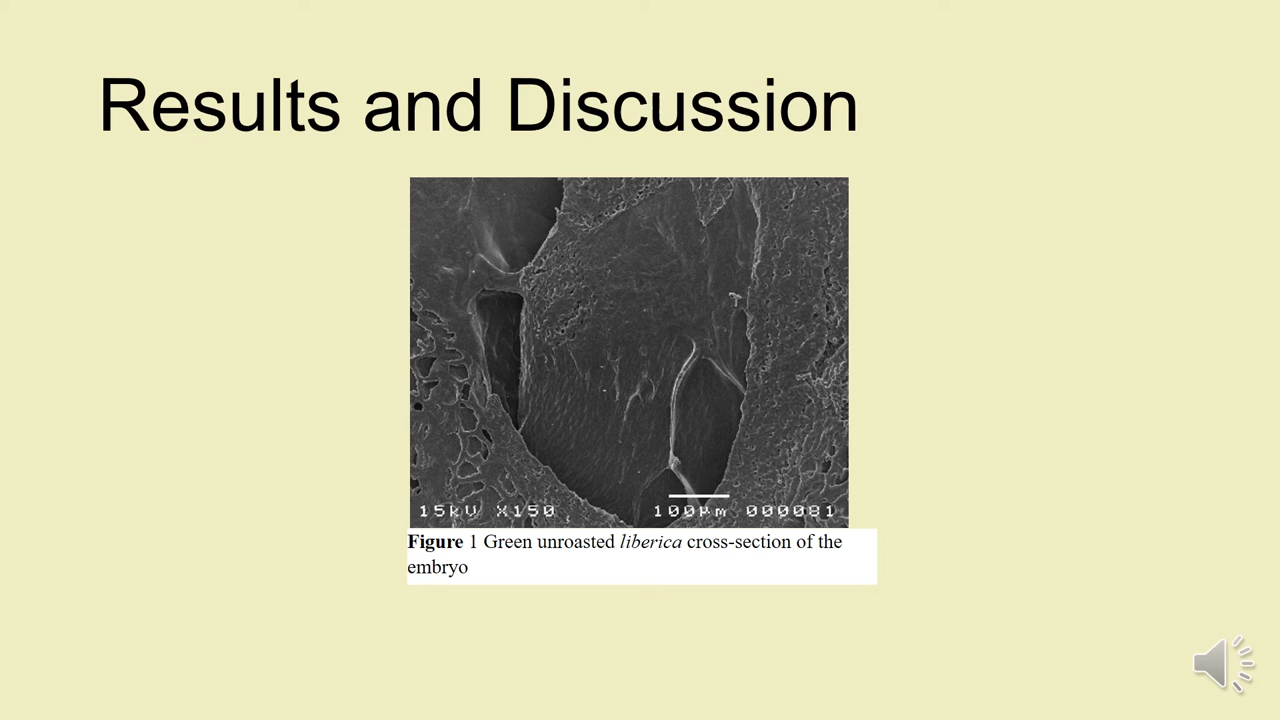 Results and Discussion
15kV X150 100µm 000081
Figure 1 Green unroasted liberica cross-section of the
embryo